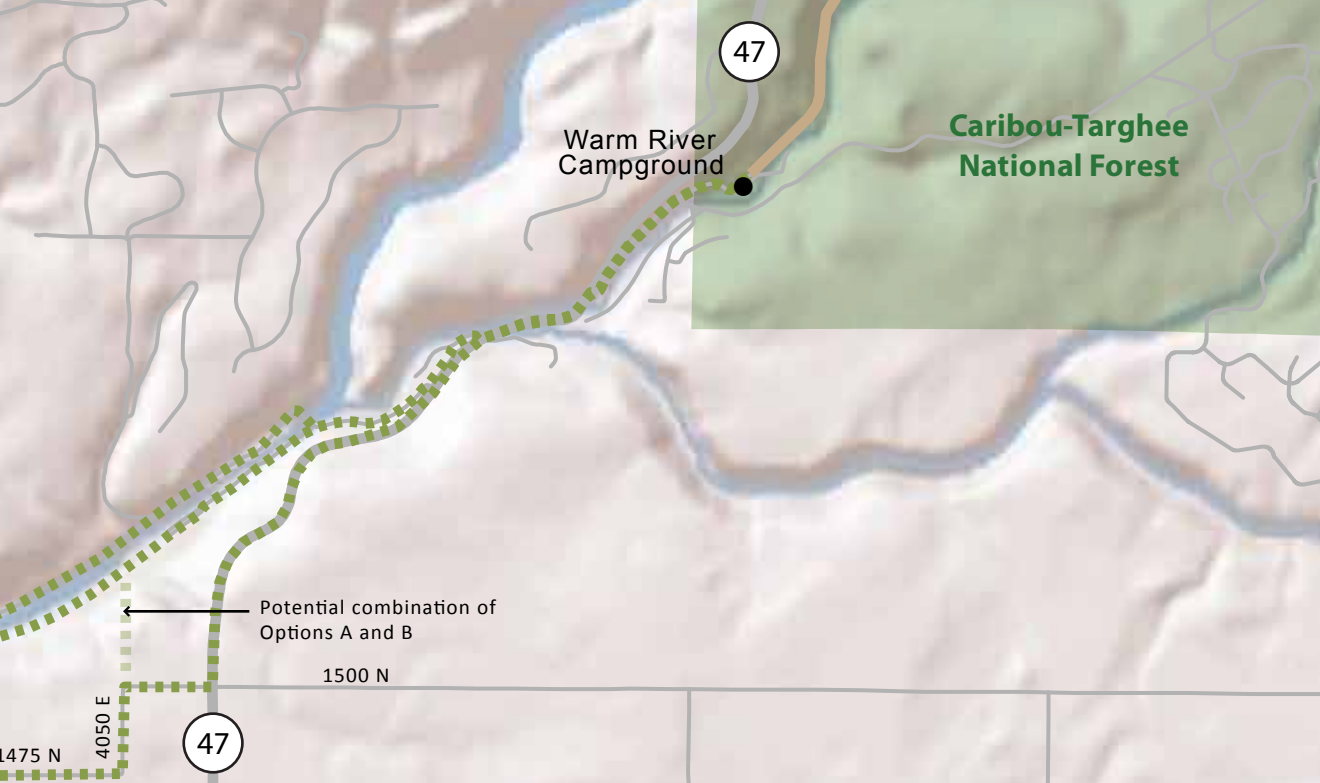 47
Caribou-Targhee
National Forest
Warm River
Campground
Potential combination of
Options A and B
1500 N
4050 E
1475 N
47